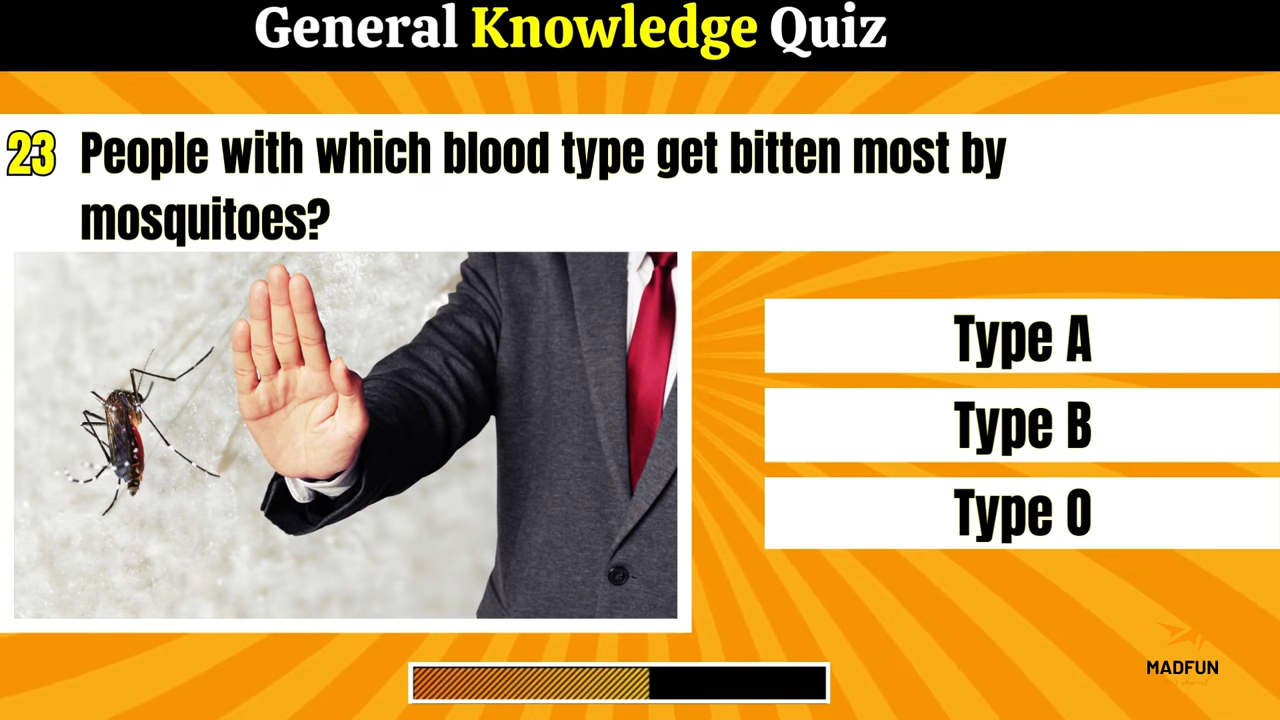 General Knowledge Quiz
23 People with which blood type get bitten most by
mosquitoes?
Type A
Type B
Type O
MADFUN